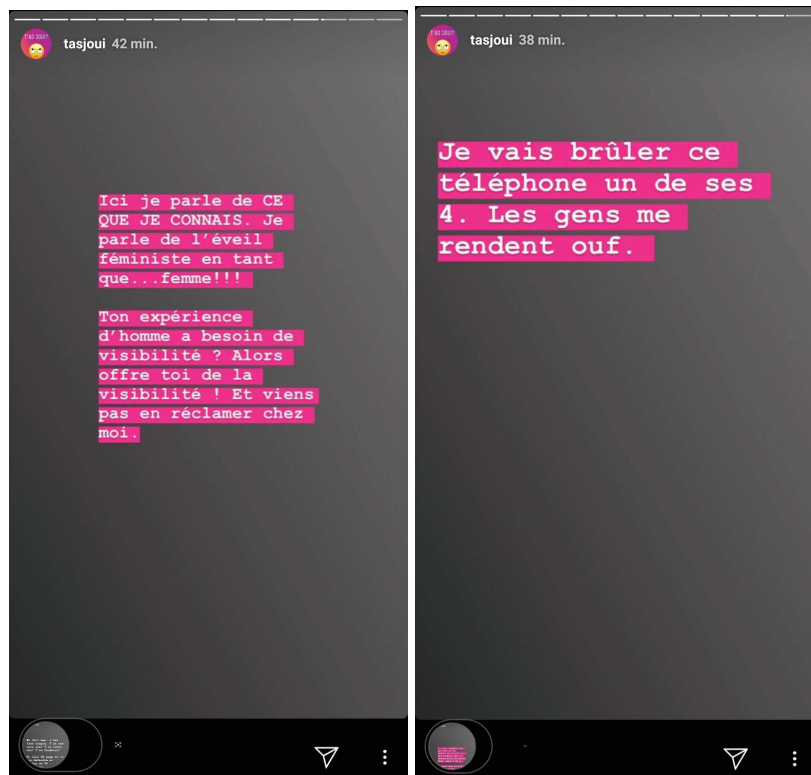 tasjoui 42 min.
Ici je parle de CE
QUE JE CONNAIS. Je
parle de l'éveil
féministe en tant
que...femme!!!
Ton expérience
d'homme a besoin de
visibilité ? Alors
offre toi de la
visibilité ! Et viens
pas en réclamer chez
moi.
tasjoui 38 min.
Je vais brûler ce
téléphone un de ses
4. Les gens me
rendent ouf.